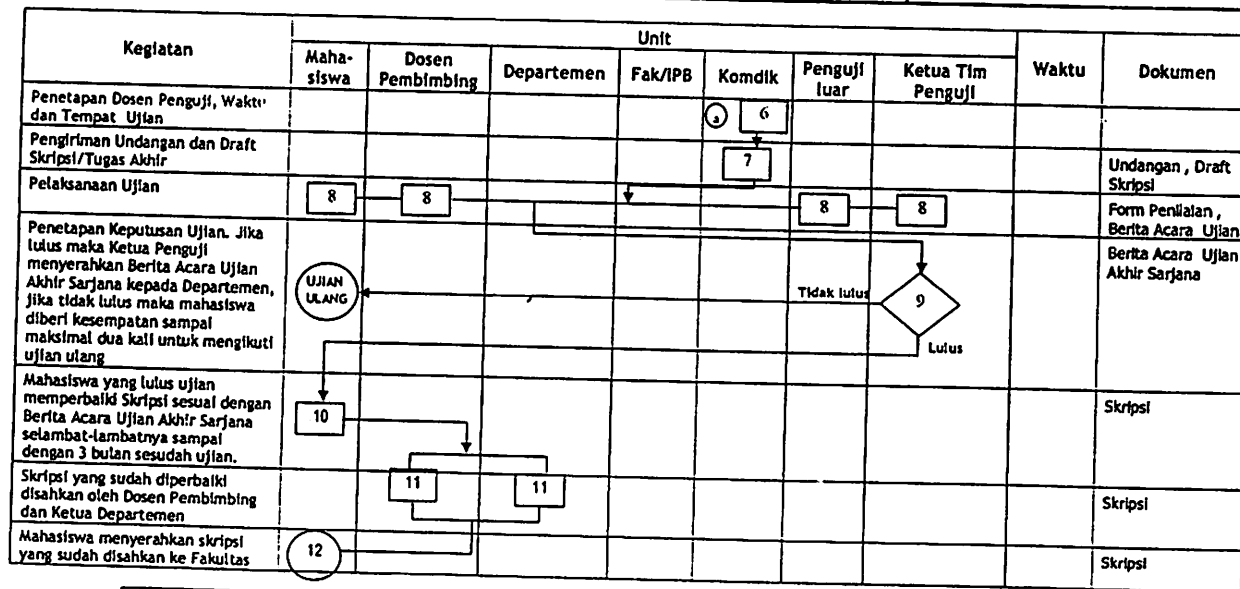 Kegiatan
Unit
Waktu
Dokumen
Maha-
siswa
Dosen
Pembimbing
Departemen
Fak/IPB
Komdik
Penguji
luar
Ketua Tim
Penguji
Penetapan Dosen Penguji, Waktu
dan Tempat Ujian
a
6
Pengiriman Undangan dan Draft
Skripsi/Tugas Akhir
7
Undangan , Draft
Skripsi
Pelaksanaan Ujian
8
8
8
8
Form Penilaian ,
Berita Acara Ujian
Penetapan Keputusan Ujian. Jika
lulus maka Ketua Penguji
menyerahkan Berita Acara Ujian
Akhir Sarjana kepada Departemen,
jika tidak lulus maka mahasiswa
diberi kesempatan sampai
maksimal dua kali untuk mengikuti
ujian ulang
UJIAN
ULANG
Tidak lulus
9
Lulus
Berita Acara Ujian
Akhir Sarjana
Mahasiswa yang lulus ujian
memperbaiki Skripsi sesuai dengan
Berita Acara Ujian Akhir Sarjana
selambat-lambatnya sampai
dengan 3 bulan sesudah ujian.
10
Skripsi
Skripsi yang sudah diperbaiki
disahkan oleh Dosen Pembimbing
dan Ketua Departemen
11
11
Skripsi
Mahasiswa menyerahkan skripsi
yang sudah disahkan ke Fakultas
12
Skripsi